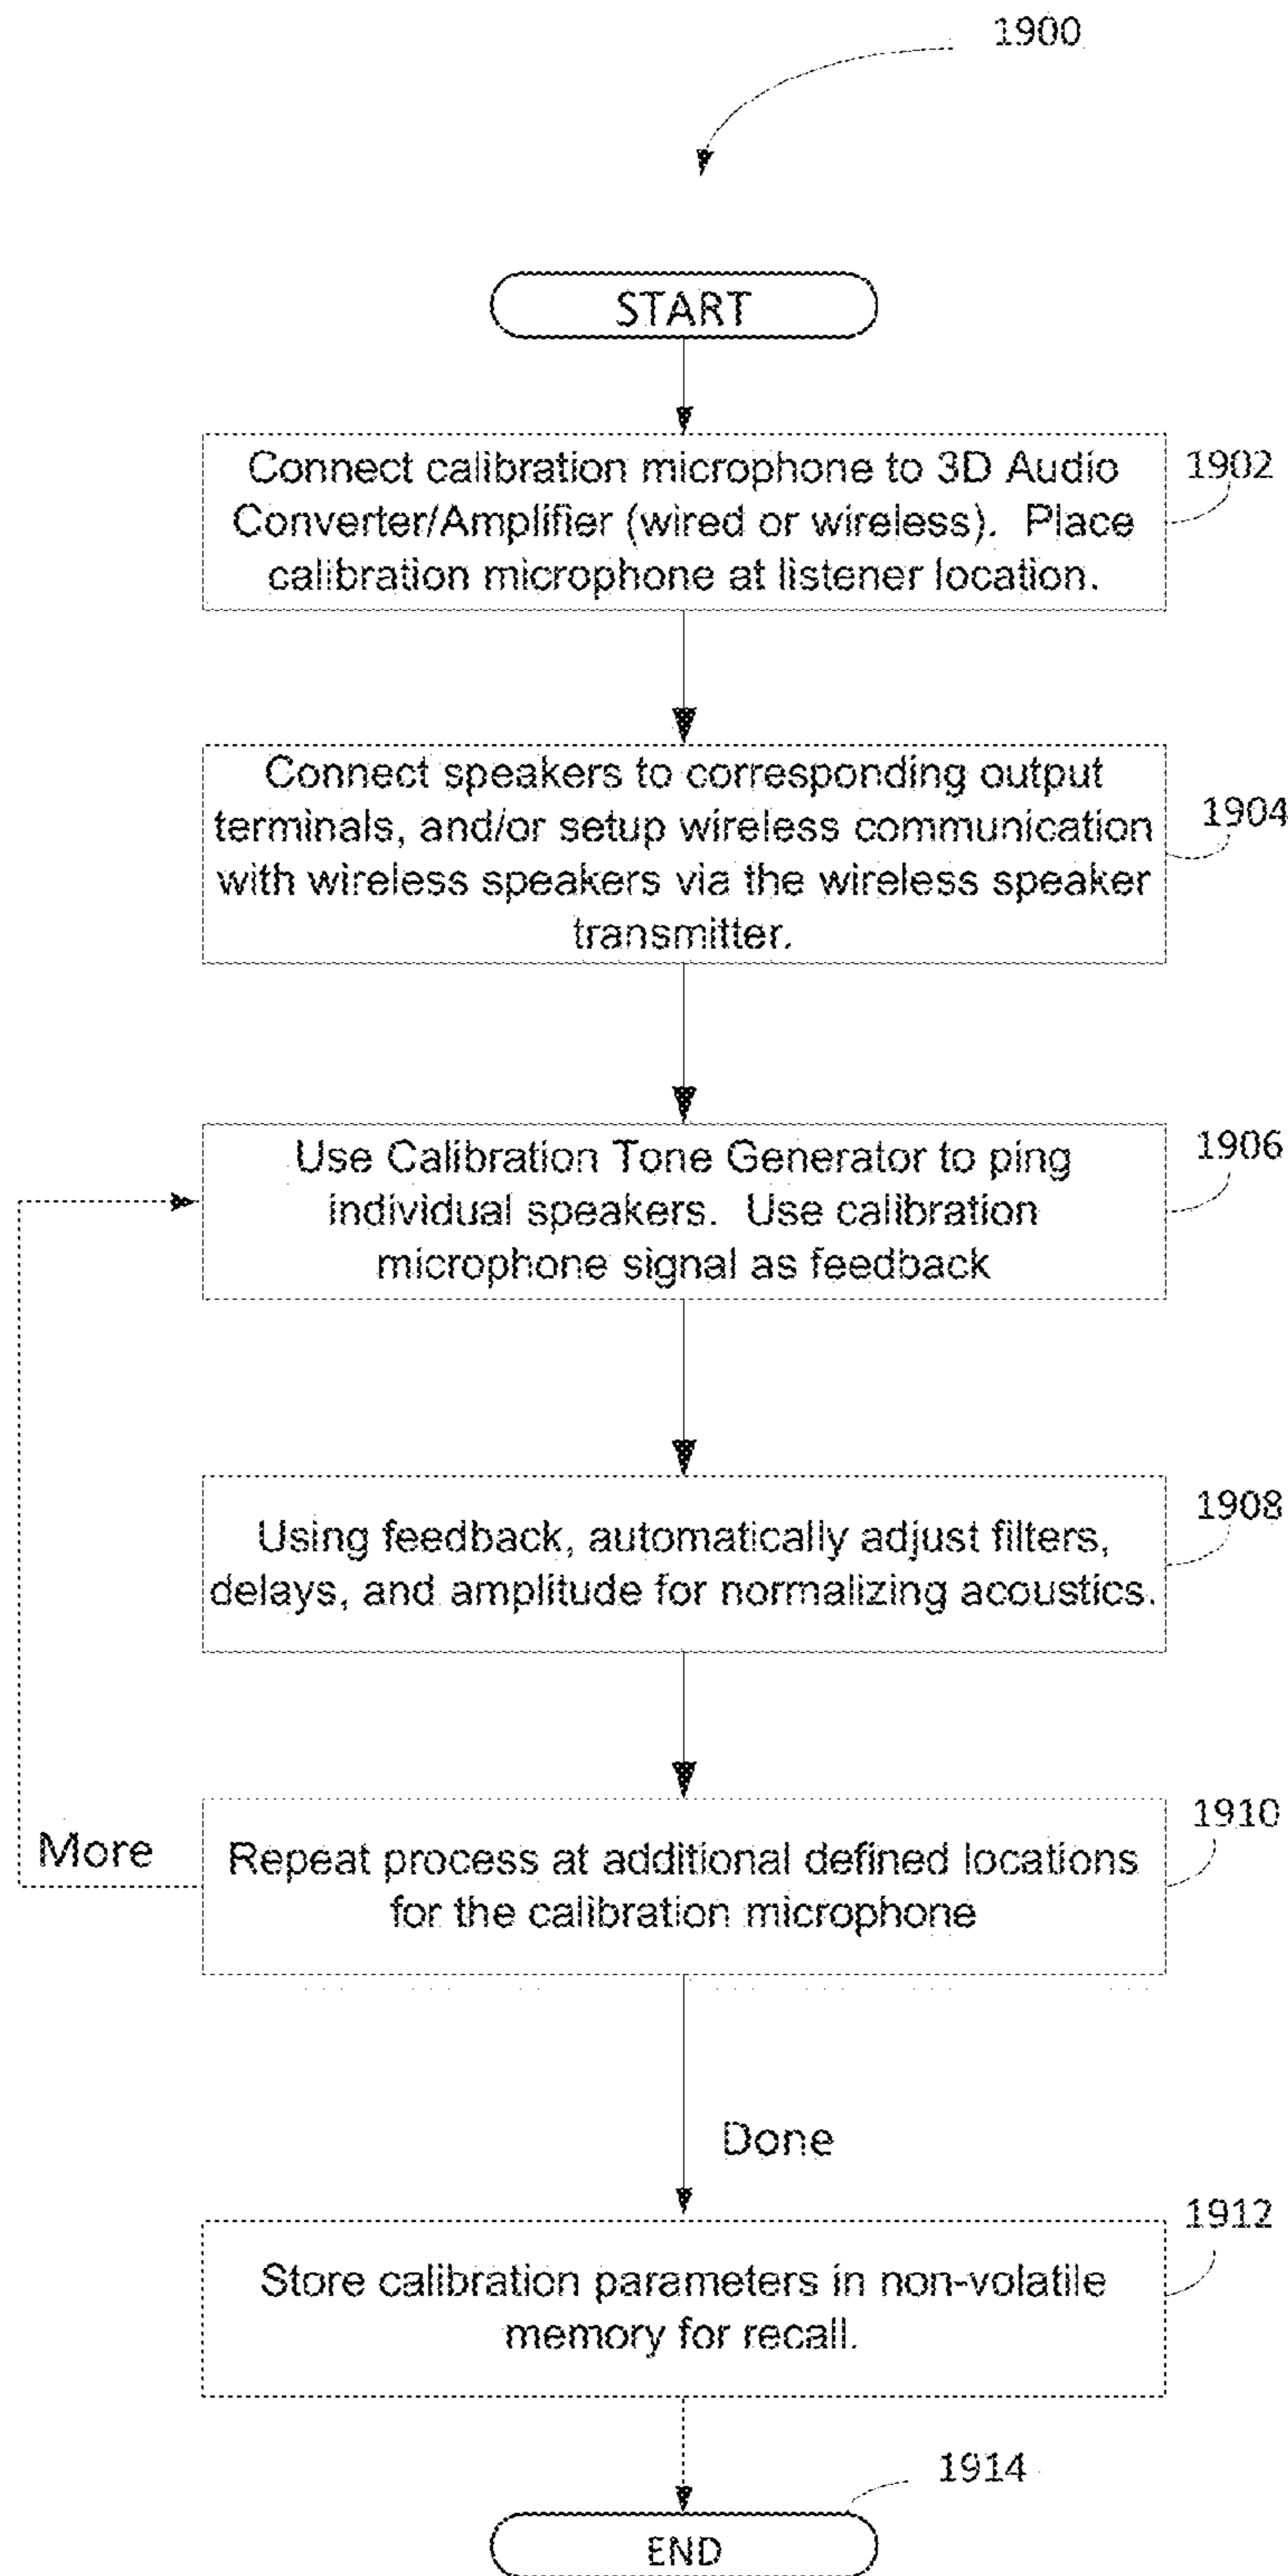 1900
START
Connect calibration microphone to 3D Audio
Converter/Amplifier (wired or wireless). Place
calibration microphone at listener location.
1902
Connect speakers to corresponding output
terminals, and/or setup wireless communication
with wireless speakers via the wireless speaker
transmitter.
1904
Use Calibration Tone Generator to ping
individual speakers. Use calibration
microphone signal as feedback
1906
Using feedback, automatically adjust filters,
delays, and amplitude for normalizing acoustics.
1908
More
Repeat process at additional defined locations
for the calibration microphone
1910
Done
Store calibration parameters in non-volatile
memory for recall.
1912
1914
END